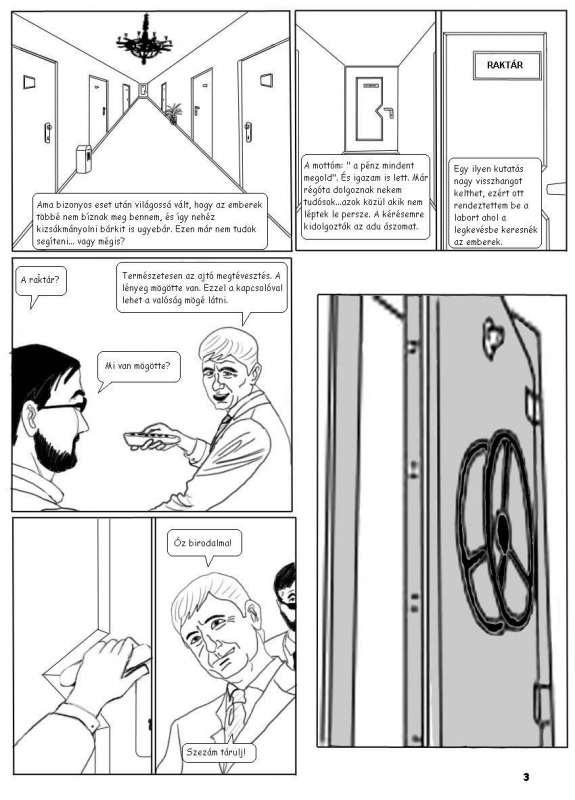 Ama bizonyos eset után világossá vált, hogy az emberek
többé nem bíznak meg bennem, és így nehéz
kizsákmányolni bárkit is ugyebár. Ezen már nem tudok
segíteni... vagy mégis?
A mottóm: " a pénz mindent
megold". És igazam is lett. Már
régóta dolgoznak nekem
tudósok...azok közül akik nem
léptek le persze. A kérésemre
kidolgozták az adu ászomat.
RAKTÁR
Egy ilyen kutatás
nagy visszhangot
kelthet, ezért ott
rendeztettem be a
labort ahol a
legkevésbe keresnék
az emberek.
A raktár?
Természetesen az ajtó megtévesztés. A
lényeg mögötte van. Ezzel a kapcsolóval
lehet a valóság mögé látni.
Mi van mögötte?
Óz birodalma!
Szezám tárulj!
3